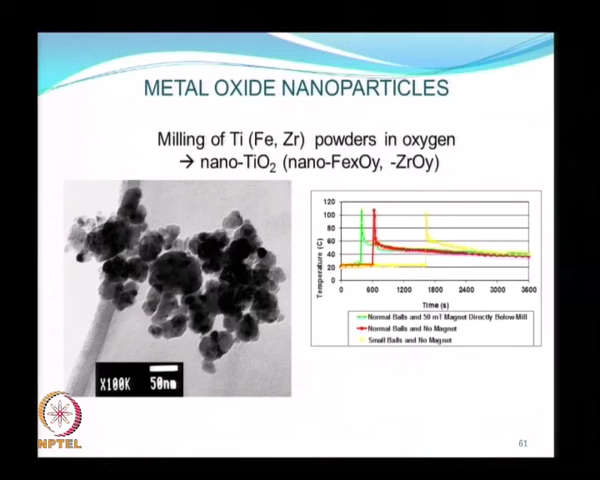 METAL OXIDE NANOPARTICLES
Milling of Ti (Fe, Zr) powders in oxygen
→ nano-TiO2 (nano-FexOy, -ZrOy)
X100K 50nm
Temperature (C)
120
100
80
60
40
20
0
0 600 1200 1800 2400 3000 3600
Time (s)
Normal Balls and 50 mT Magnet Directly Below Mill
Normal Balls and No Magnet
Small Balls and No Magnet
NPTEL
61